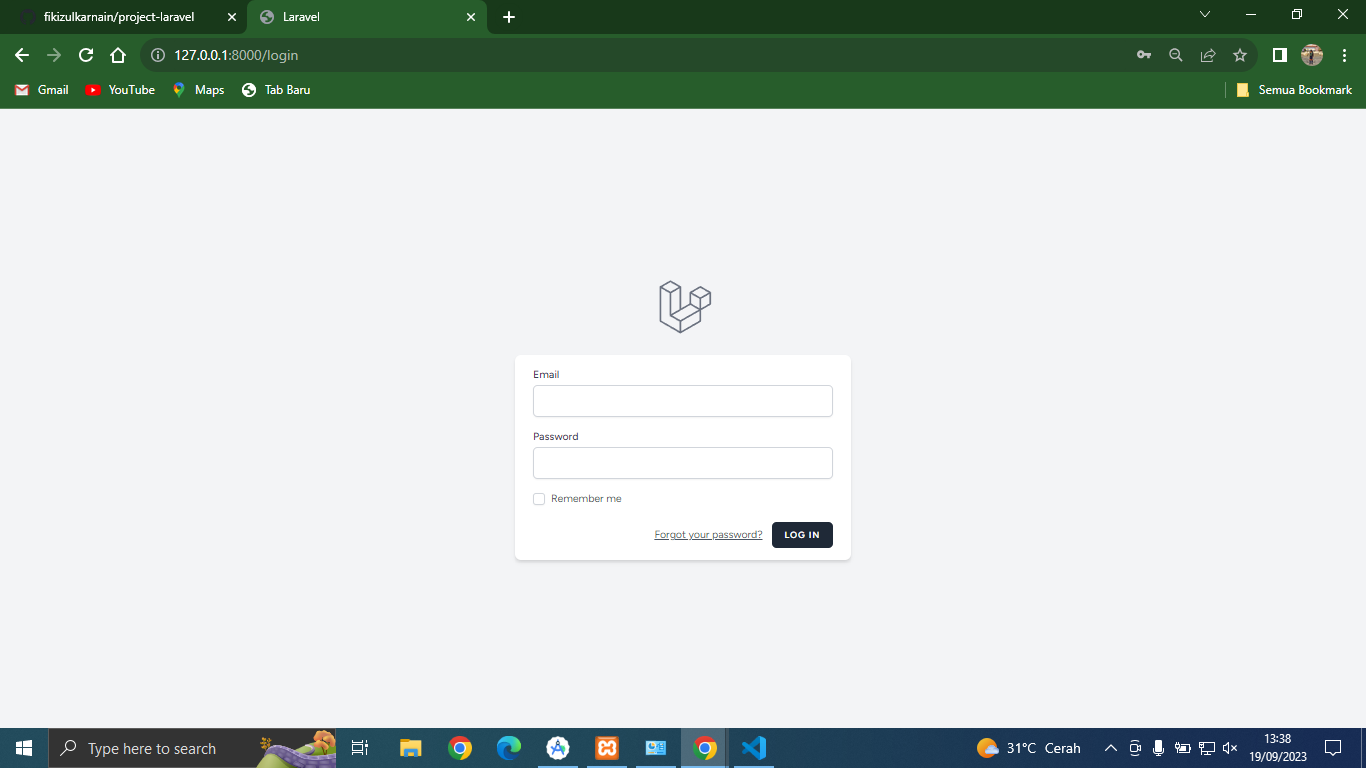 fikizulkarnain/project-laravel
Laravel
127.0.0.1:8000/login
Gmail
YouTube
Maps
Tab Baru
Semua Bookmark
Email
Password
Remember me
Forgot your password?
LOG IN
Type here to search
31°C Cerah
13:38
19/09/2023